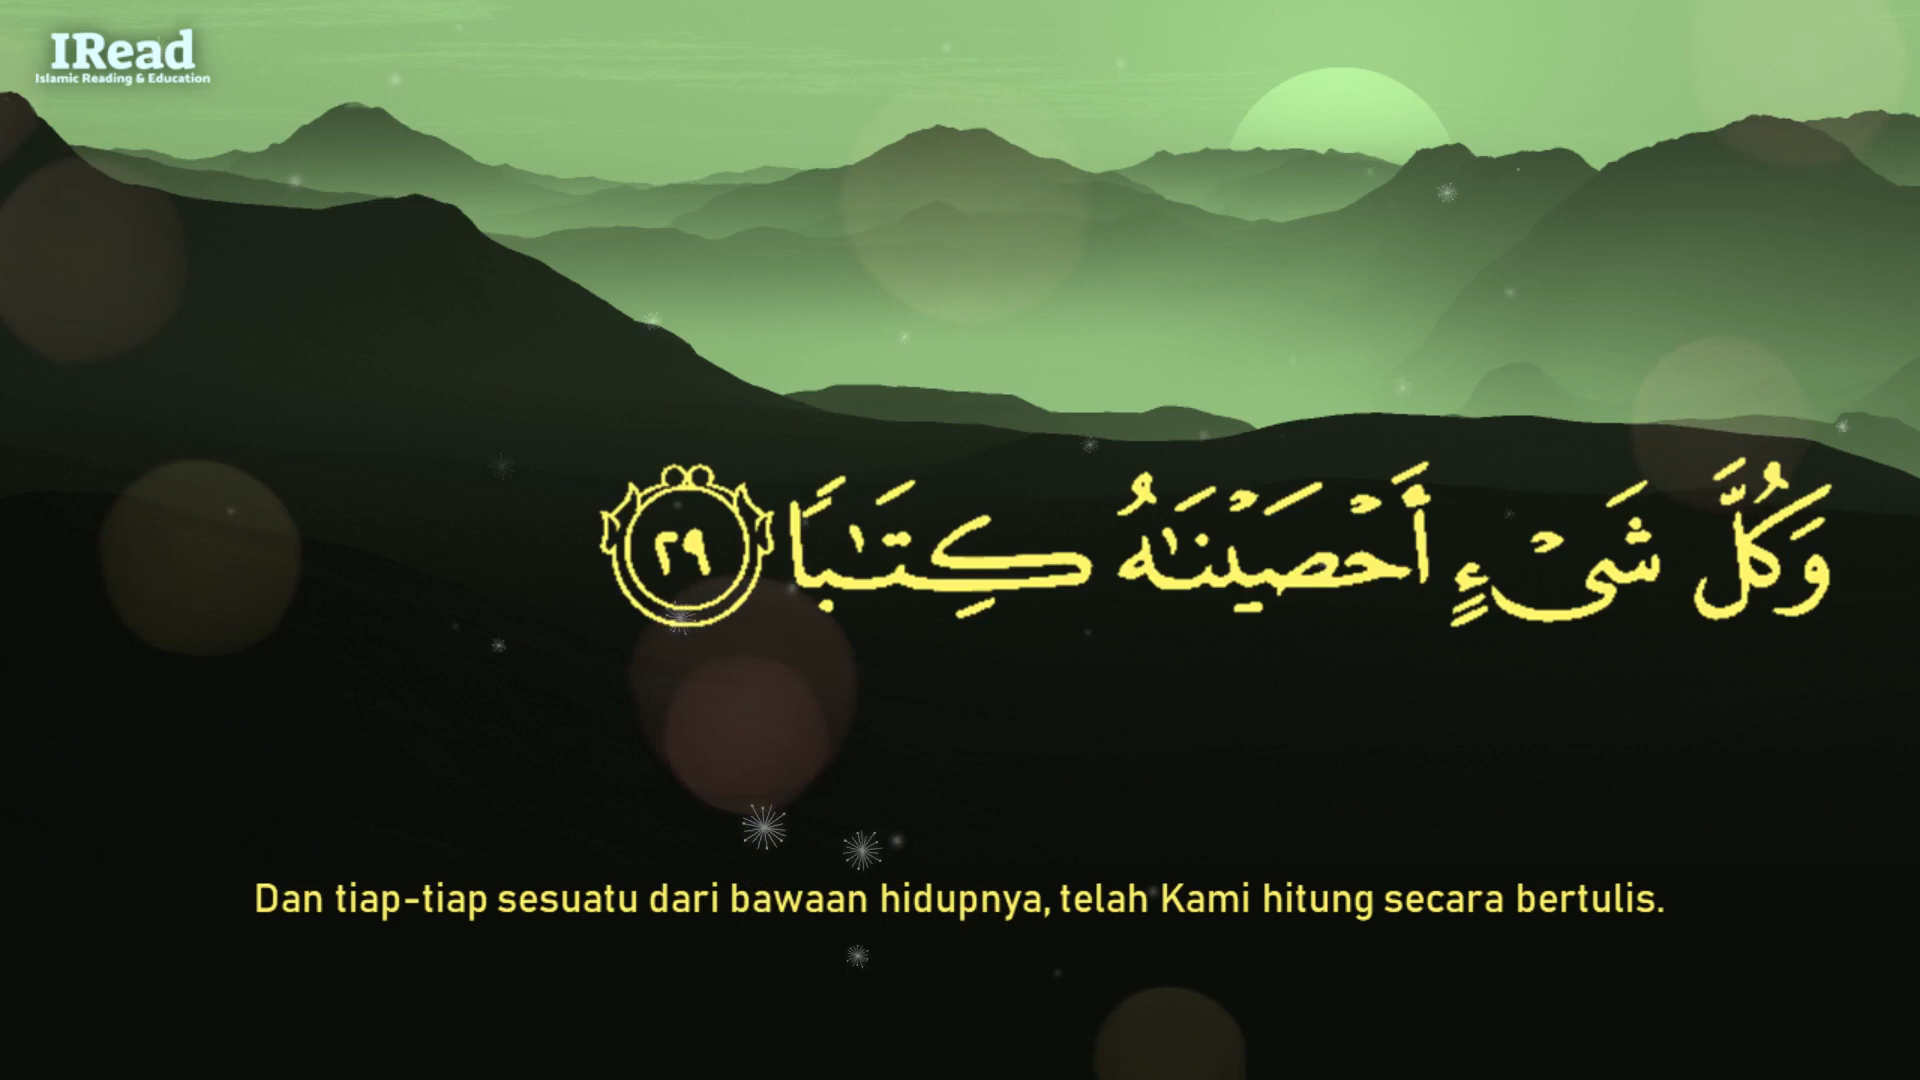 IRead
Islamic Reading & Education
وَكُلَّ شَىْءٍ أَحْصَيْنَٰهُ كِتَٰبًا ٢٩
Dan tiap-tiap sesuatu dari bawaan hidupnya, telah Kami hitung secara bertulis.